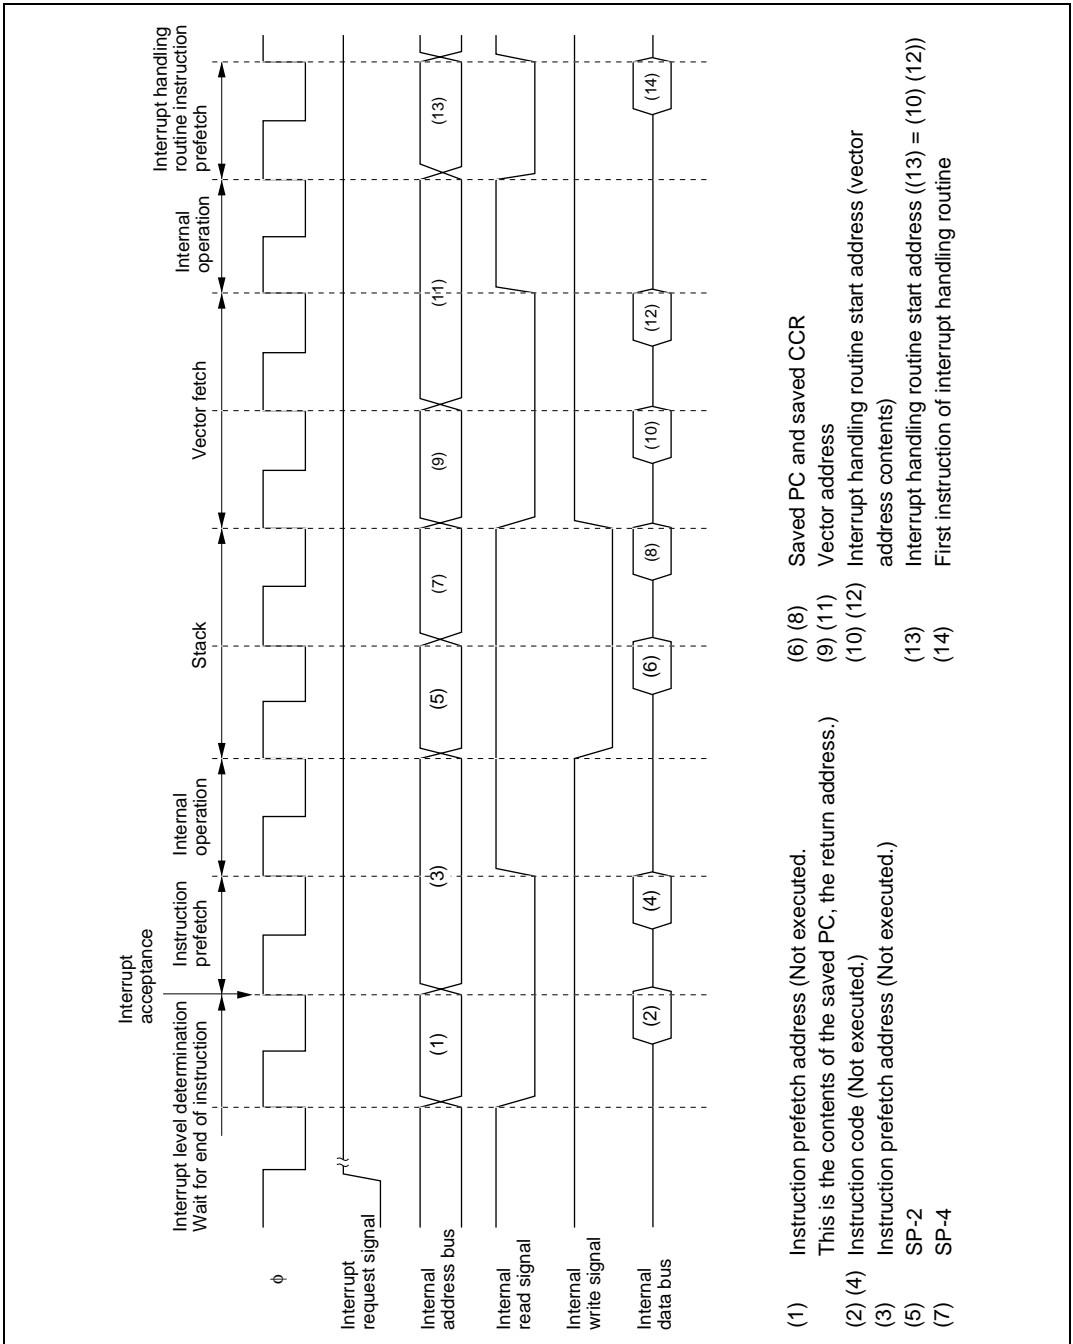 Interrupt
acceptance
Interrupt level determination
Wait for end of instruction
Instruction
prefetch
Internal
operation
Stack
Vector fetch
Internal
operation
Interrupt handling
routine instruction
prefetch
φ
Interrupt
request signal
Internal
address bus
(1)
(3)
(5)
(7)
(9)
(11)
(13)
Internal
read signal
Internal
write signal
Internal
data bus
(2)
(4)
(6)
(8)
(10)
(12)
(14)
(1) Instruction prefetch address (Not executed.
This is the contents of the saved PC, the return address.)
(2) (4) Instruction code (Not executed.)
(3) Instruction prefetch address (Not executed.)
(5) SP-2
(7) SP-4
(6) (8) Saved PC and saved CCR
(9) (11) Vector address
(10) (12) Interrupt handling routine start address (vector
address contents)
(13) Interrupt handling routine start address ((13) = (10) (12))
(14) First instruction of interrupt handling routine